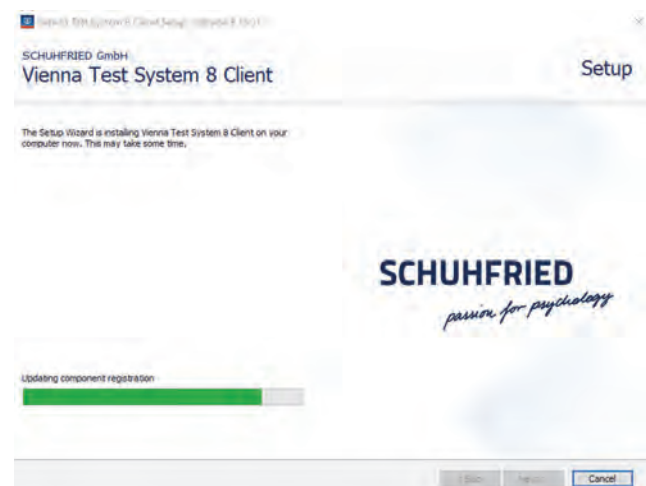 SCHUHFRIED GmbH
Vienna Test System 8 Client
Setup
The Setup Wizard is installing Vienna Test System 8 Client on your
computer now. This may take some time.
SCHUHFRIED
passion for psychology
Updating component registration
Cancel